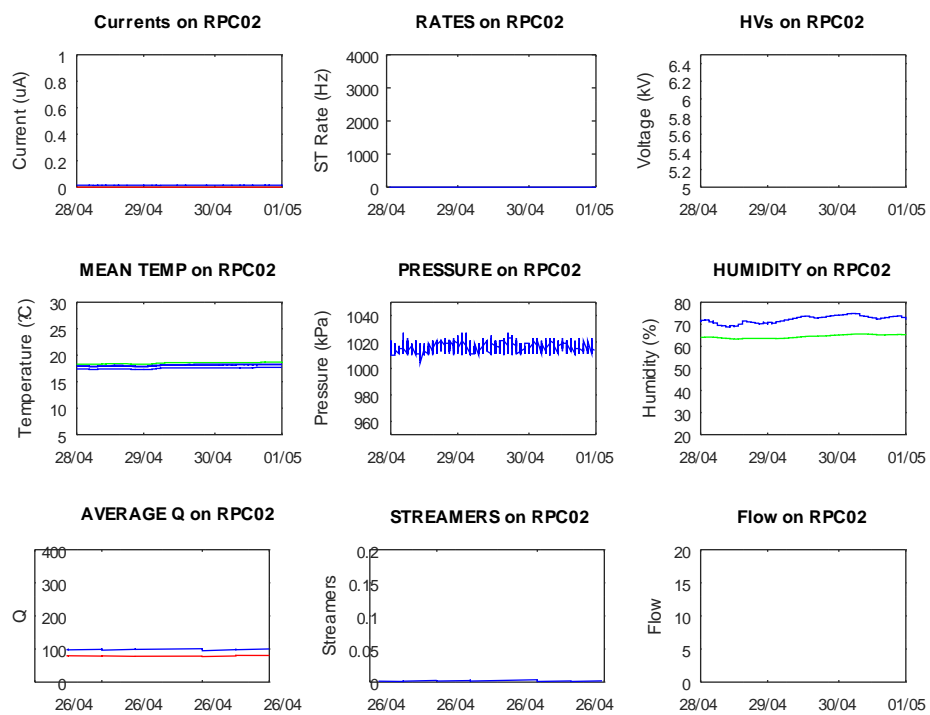 Currents on RPC02
RATES on RPC02
HVs on RPC02
Current (uA)
1
0.8
0.6
0.4
0.2
0
28/04 29/04 30/04 01/05
ST Rate (Hz)
4000
3000
2000
1000
0
28/04 29/04 30/04 01/05
Voltage (kV)
6.4
6.2
6
5.8
5.6
5.4
5.2
5
28/04 29/04 30/04 01/05
MEAN TEMP on RPC02
PRESSURE on RPC02
HUMIDITY on RPC02
Temperature (?C)
30
25
20
15
10
5
28/04 29/04 30/04 01/05
Pressure (kPa)
1040
1020
1000
980
960
28/04 29/04 30/04 01/05
Humidity (%)
80
70
60
50
40
30
20
28/04 29/04 30/04 01/05
AVERAGE Q on RPC02
STREAMERS on RPC02
Flow on RPC02
Q
400
300
200
100
0
26/04 26/04 26/04 26/04
Streamers
0.2
0.15
0.1
0.05
0
26/04 26/04 26/04 26/04 26/04
Flow
20
15
10
5
0
28/04 29/04 30/04 01/05